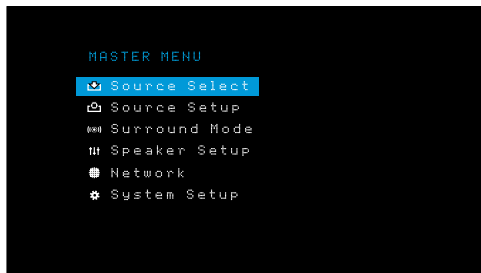 MASTER MENU
Source Select
Source Setup
Surround Mode
Speaker Setup
Network
System Setup